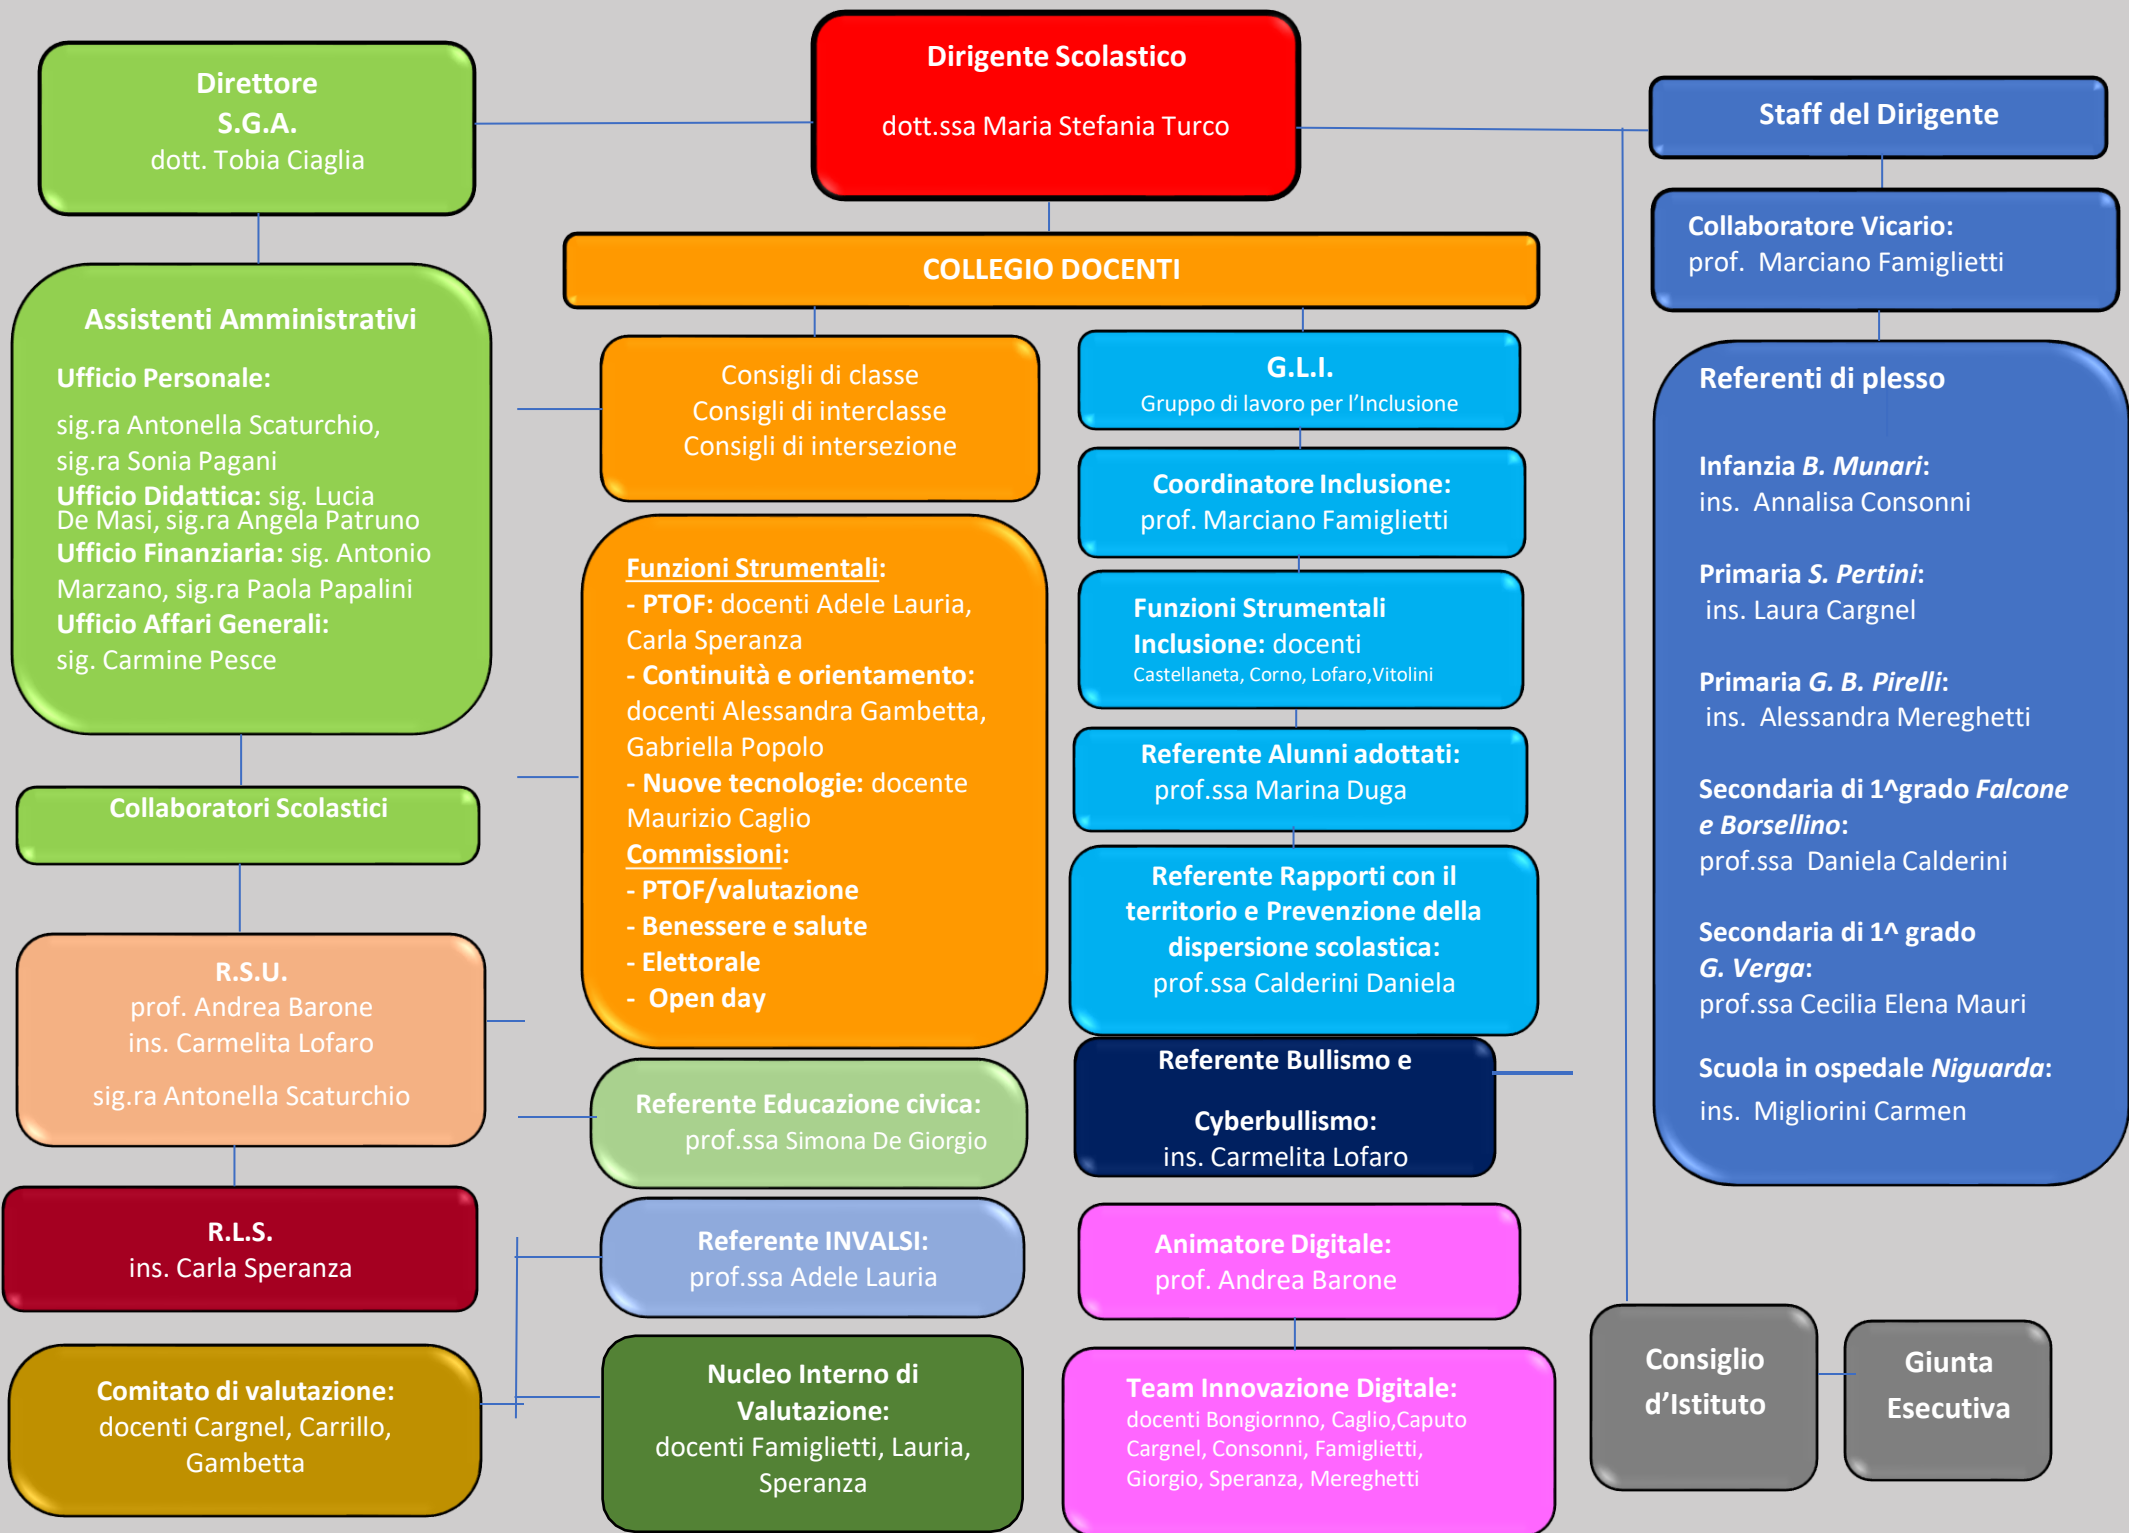 Direttore
S.G.A.
dott. Tobia Ciaglia
Dirigente Scolastico
dott.ssa Maria Stefania Turco
Staff del Dirigente
Collaboratore Vicario:
prof. Marciano Famiglietti
COLLEGIO DOCENTI
Assistenti Amministrativi
Ufficio Personale:
sig.ra Antonella Scaturchio,
sig.ra Sonia Pagani
Ufficio Didattica: sig. Lucia
De Masi, sig.ra Angela Patruno
Ufficio Finanziaria: sig. Antonio
Marzano, sig.ra Paola Papalini
Ufficio Affari Generali:
sig. Carmine Pesce
Collaboratori Scolastici
R.S.U.
prof. Andrea Barone
ins. Carmelita Lofaro
sig.ra Antonella Scaturchio
R.L.S.
ins. Carla Speranza
Comitato di valutazione:
docenti Cargnel, Carrillo,
Gambetta
Consigli di classe
Consigli di interclasse
Consigli di intersezione
Funzioni Strumentali:
- PTOF: docenti Adele Lauria,
Carla Speranza
- Continuità e orientamento:
docenti Alessandra Gambetta,
Gabriella Popolo
- Nuove tecnologie: docente
Maurizio Caglio
Commissioni:
- PTOF/valutazione
- Benessere e salute
- Elettorale
- Open day
Referente Educazione civica:
prof.ssa Simona De Giorgio
Referente INVALSI:
prof.ssa Adele Lauria
Nucleo Interno di
Valutazione:
docenti Famiglietti, Lauria,
Speranza
G.L.I.
Gruppo di lavoro per l’Inclusione
Coordinatore Inclusione:
prof. Marciano Famiglietti
Funzioni Strumentali
Inclusione: docenti
Castellaneta, Corno, Lofaro,Vitolini
Referente Alunni adottati:
prof.ssa Marina Duga
Referente Rapporti con il
territorio e Prevenzione della
dispersione scolastica:
prof.ssa Calderini Daniela
Referente Bullismo e
Cyberbullismo:
ins. Carmelita Lofaro
Animatore Digitale:
prof. Andrea Barone
Team Innovazione Digitale:
docenti Bongiornno, Caglio,Caputo
Cargnel, Consonni, Famiglietti,
Giorgio, Speranza, Mereghetti
Referenti di plesso
Infanzia B. Munari:
ins. Annalisa Consonni
Primaria S. Pertini:
ins. Laura Cargnel
Primaria G. B. Pirelli:
ins. Alessandra Mereghetti
Secondaria di 1^grado Falcone
e Borsellino:
prof.ssa Daniela Calderini
Secondaria di 1^ grado
G. Verga:
prof.ssa Cecilia Elena Mauri
Scuola in ospedale Niguarda:
ins. Migliorini Carmen
Consiglio
d’Istituto
Giunta
Esecutiva